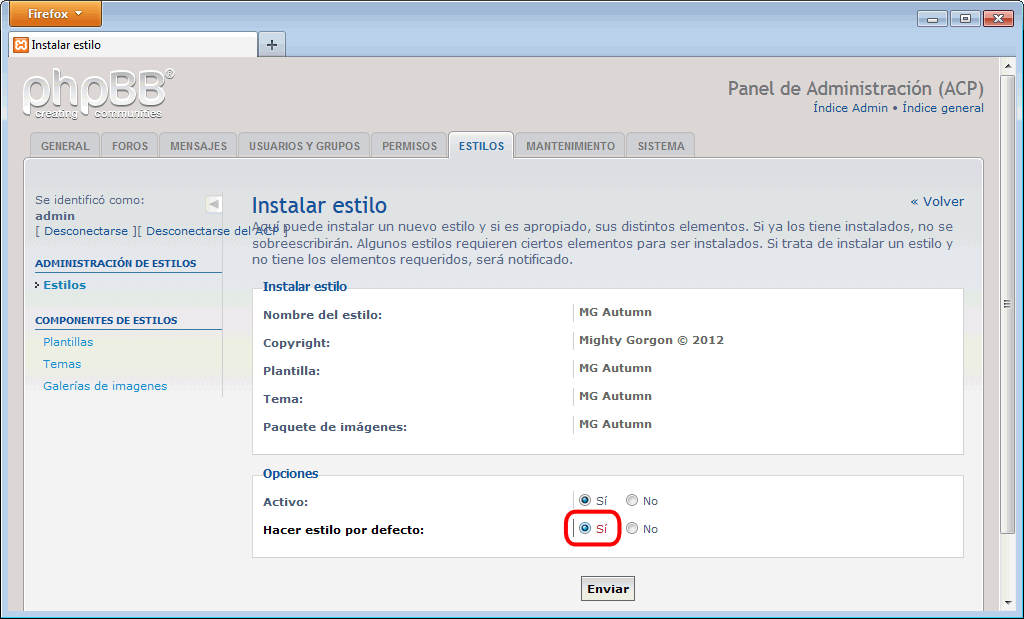 Firefox
Instalar estilo
phpBB®
creating communities
Panel de Administración (ACP)
Índice Admin • Índice general
GENERAL FOROS MENSAJES USUARIOS Y GRUPOS PERMISOS ESTILOS MANTENIMIENTO SISTEMA
Se identificó como:
admin
[ Desconectarse ][ Desconectarse del ACP ]
ADMINISTRACIÓN DE ESTILOS
Estilos
COMPONENTES DE ESTILOS
Plantillas
Temas
Galerías de imagenes
« Volver
Instalar estilo
Aquí puede instalar un nuevo estilo y si es apropiado, sus distintos elementos. Si ya los tiene instalados, no se
sobreescribirán. Algunos estilos requieren ciertos elementos para ser instalados. Si trata de instalar un estilo y
no tiene los elementos requeridos, será notificado.
Instalar estilo
Nombre del estilo: MG Autumn
Copyright: Mighty Gorgon © 2012
Plantilla: MG Autumn
Tema: MG Autumn
Paquete de imágenes: MG Autumn
Opciones
Activo: Sí No
Hacer estilo por defecto: Sí No
Enviar